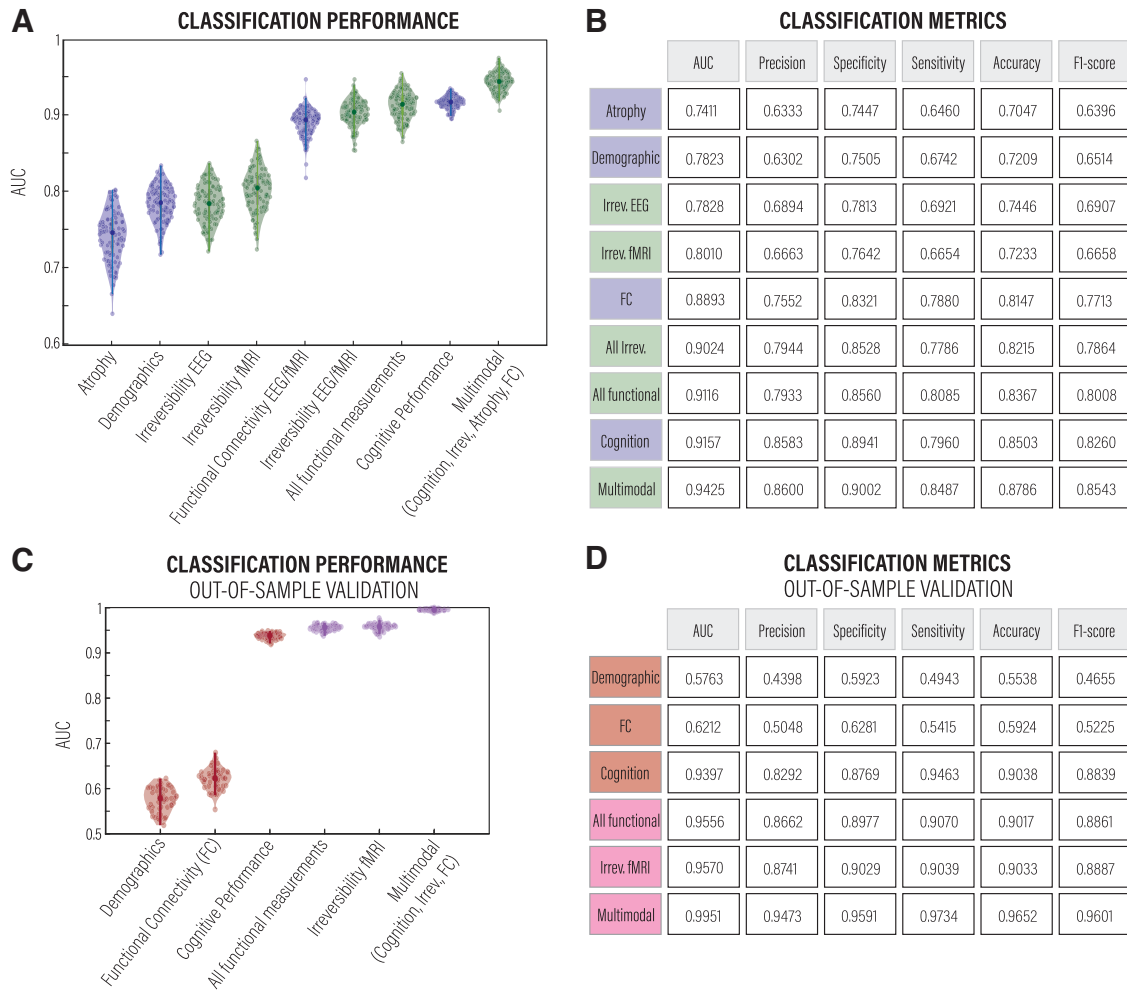 A
CLASSIFICATION PERFORMANCE
AUC
1
0.9
0.8
0.7
0.6
Atrophy
Demographics
Irreversibility EEG
Irreversibility fMRI
Functional Connectivity EEG/fMRI
Irreversibility EEG/fMRI
All functional measurements
Cognitive Performance
Multimodal
(Cognition, Irrev., Atrophy, FC)
B
CLASSIFICATION METRICS
AUC Precision Specificity Sensitivity Accuracy F1-score
Atrophy 0.7411 0.6333 0.7447 0.6460 0.7047 0.6396
Demographic 0.7823 0.6302 0.7505 0.6742 0.7209 0.6514
Irrev. EEG 0.7828 0.6894 0.7813 0.6921 0.7446 0.6907
Irrev. fMRI 0.8010 0.6663 0.7642 0.6654 0.7233 0.6658
FC 0.8893 0.7552 0.8321 0.7880 0.8147 0.7713
All Irrev. 0.9024 0.7944 0.8528 0.7786 0.8215 0.7864
All functional 0.9116 0.7933 0.8560 0.8085 0.8367 0.8008
Cognition 0.9157 0.8583 0.8941 0.7960 0.8503 0.8260
Multimodal 0.9425 0.8600 0.9002 0.8487 0.8786 0.8543
C
CLASSIFICATION PERFORMANCE
OUT-OF-SAMPLE VALIDATION
AUC
1
0.9
0.8
0.7
0.6
0.5
Demographics
Functional Connectivity (FC)
Cognitive Performance
All functional measurements
Irreversibility fMRI
Multimodal
(Cognition, Irrev, FC)
D
CLASSIFICATION METRICS
OUT-OF-SAMPLE VALIDATION
AUC Precision Specificity Sensitivity Accuracy F1-score
Demographic 0.5763 0.4398 0.5923 0.4943 0.5538 0.4655
FC 0.6212 0.5048 0.6281 0.5415 0.5924 0.5225
Cognition 0.9397 0.8292 0.8769 0.9463 0.9038 0.8839
All functional 0.9556 0.8662 0.8977 0.9070 0.9017 0.8861
Irrev. fMRI 0.9570 0.8741 0.9029 0.9039 0.9033 0.8887
Multimodal 0.9951 0.9473 0.9591 0.9734 0.9652 0.9601